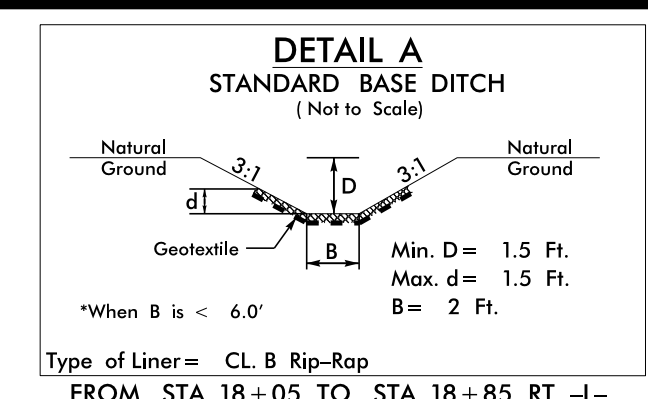 DETAIL A
STANDARD BASE DITCH
( Not to Scale)
Natural
Ground
3:1
D
3:1
Natural
Ground
d
Geotextile
B
Min. D= 1.5 Ft.
Max. d= 1.5 Ft.
B= 2 Ft.
*When B is < 6.0'
Type of Liner= CL. B Rip-Rap
FROM STA 18+05 TO STA 18+85 RT -L-